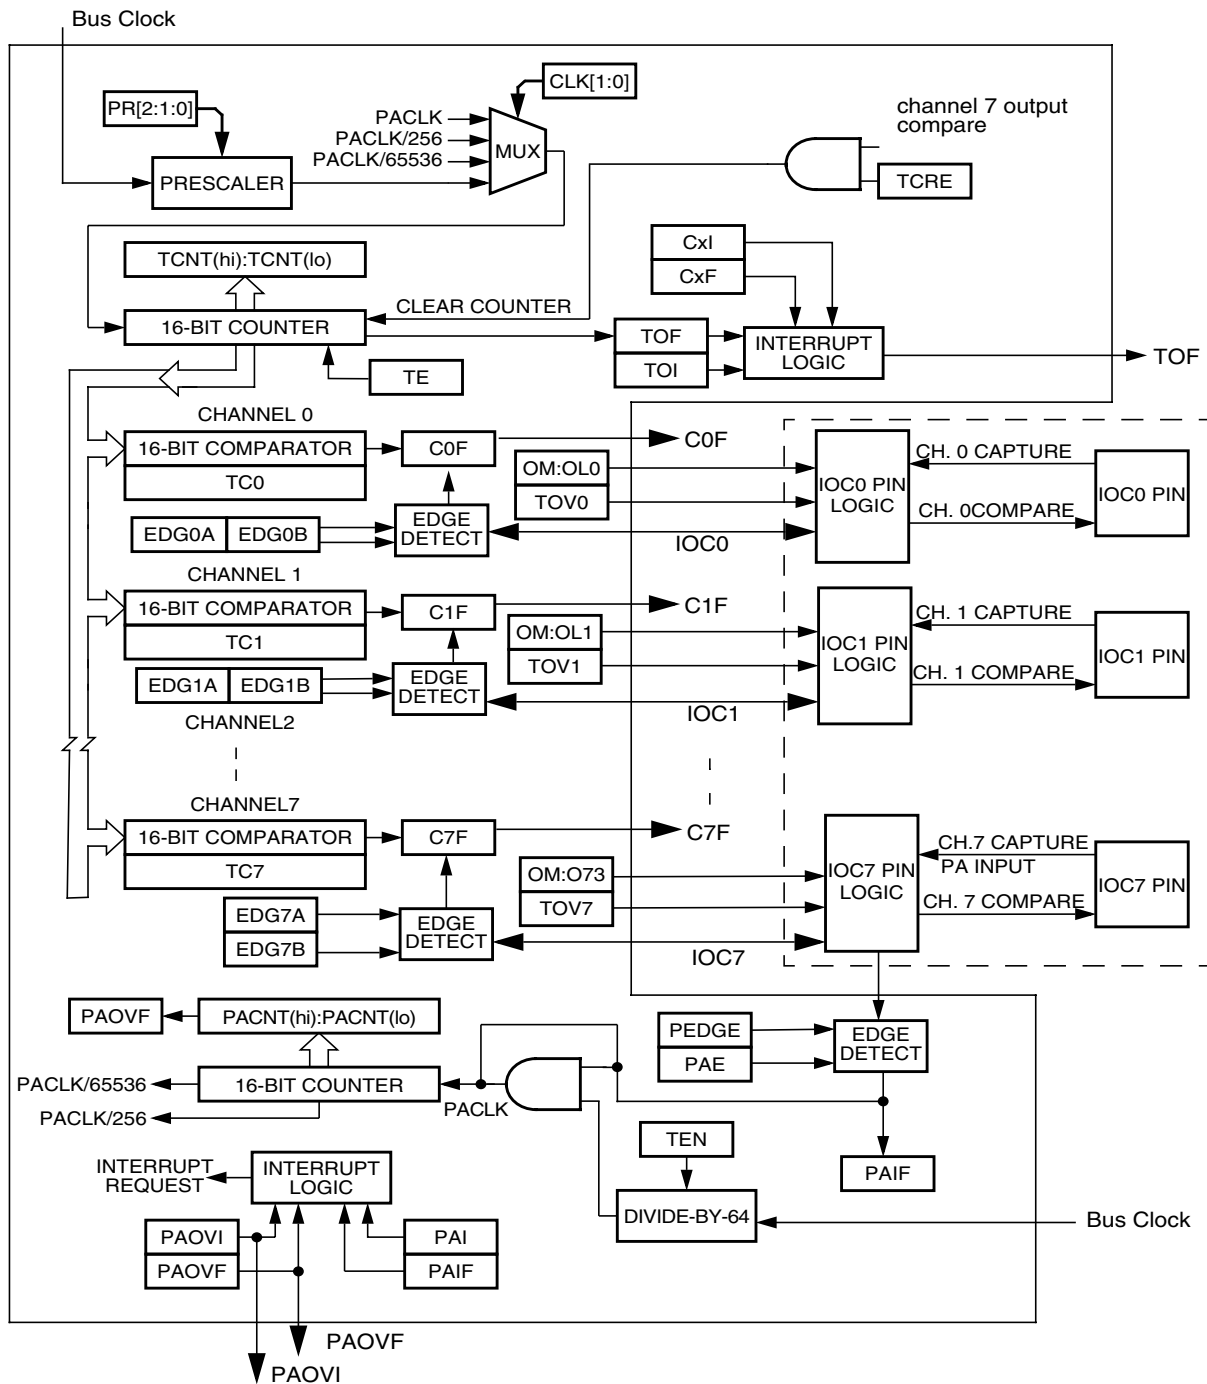 Bus Clock
CLK[1:0]
PR[2:1:0]
PACLK
PACLK/256
PACLK/65536
MUX
PRESCALER
channel 7 output
compare
TCRE
TCNT(hi):TCNT(lo)
CxI
CxF
CLEAR COUNTER
16-BIT COUNTER
TE
TOF
TOI
INTERRUPT
LOGIC
TOF
CHANNEL 0
16-BIT COMPARATOR
TC0
C0F
C0F
EDG0A
EDG0B
EDGE
DETECT
OM:OL0
TOV0
IOC0
IOC0 PIN
LOGIC
CH. 0 CAPTURE
CH. 0COMPARE
IOC0 PIN
CHANNEL 1
16-BIT COMPARATOR
TC1
C1F
C1F
EDG1A
EDG1B
EDGE
DETECT
OM:OL1
TOV1
IOC1
IOC1 PIN
LOGIC
CH. 1 CAPTURE
CH. 1 COMPARE
IOC1 PIN
CHANNEL2
CHANNEL7
16-BIT COMPARATOR
TC7
C7F
C7F
EDG7A
EDG7B
EDGE
DETECT
OM:O73
TOV7
IOC7
IOC7 PIN
LOGIC
CH.7 CAPTURE
PA INPUT
CH. 7 COMPARE
IOC7 PIN
PAOVF
PACNT(hi):PACNT(lo)
PEDGE
PAE
EDGE
DETECT
PACLK/65536
16-BIT COUNTER
PACLK
PACLK/256
TEN
PAIF
INTERRUPT
REQUEST
INTERRUPT
LOGIC
DIVIDE-BY-64
Bus Clock
PAOVI
PAOVF
PAI
PAIF
PAOVF
PAOVI